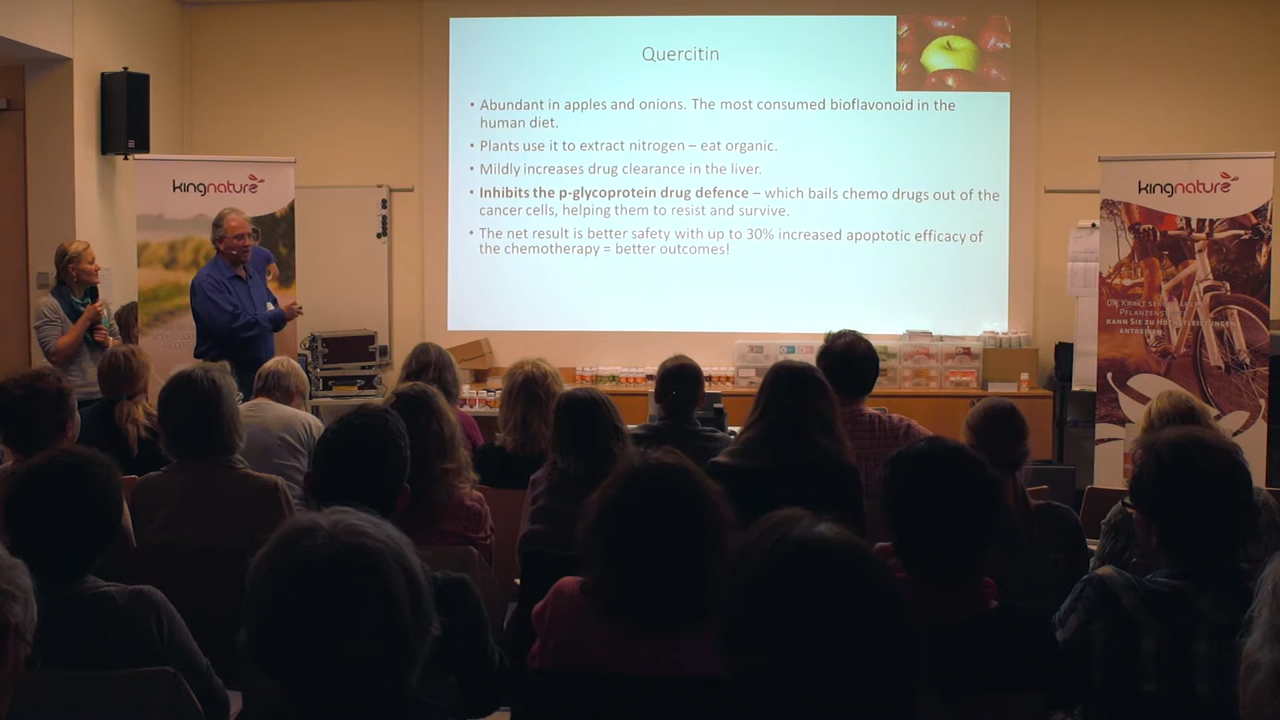 Quercitin
• Abundant in apples and onions. The most consumed bioflavonoid in the
human diet.
• Plants use it to extract nitrogen – eat organic.
• Mildly increases drug clearance in the liver.
• Inhibits the p-glycoprotein drug defence – which bails chemo drugs out of the
cancer cells, helping them to resist and survive.
• The net result is better safety with up to 30% increased apoptotic efficacy of
the chemotherapy = better outcomes!
kingnature
kingnature
Die Kraft
Pflanzenst
kann Sie zu Höchstleistungen
antreiben